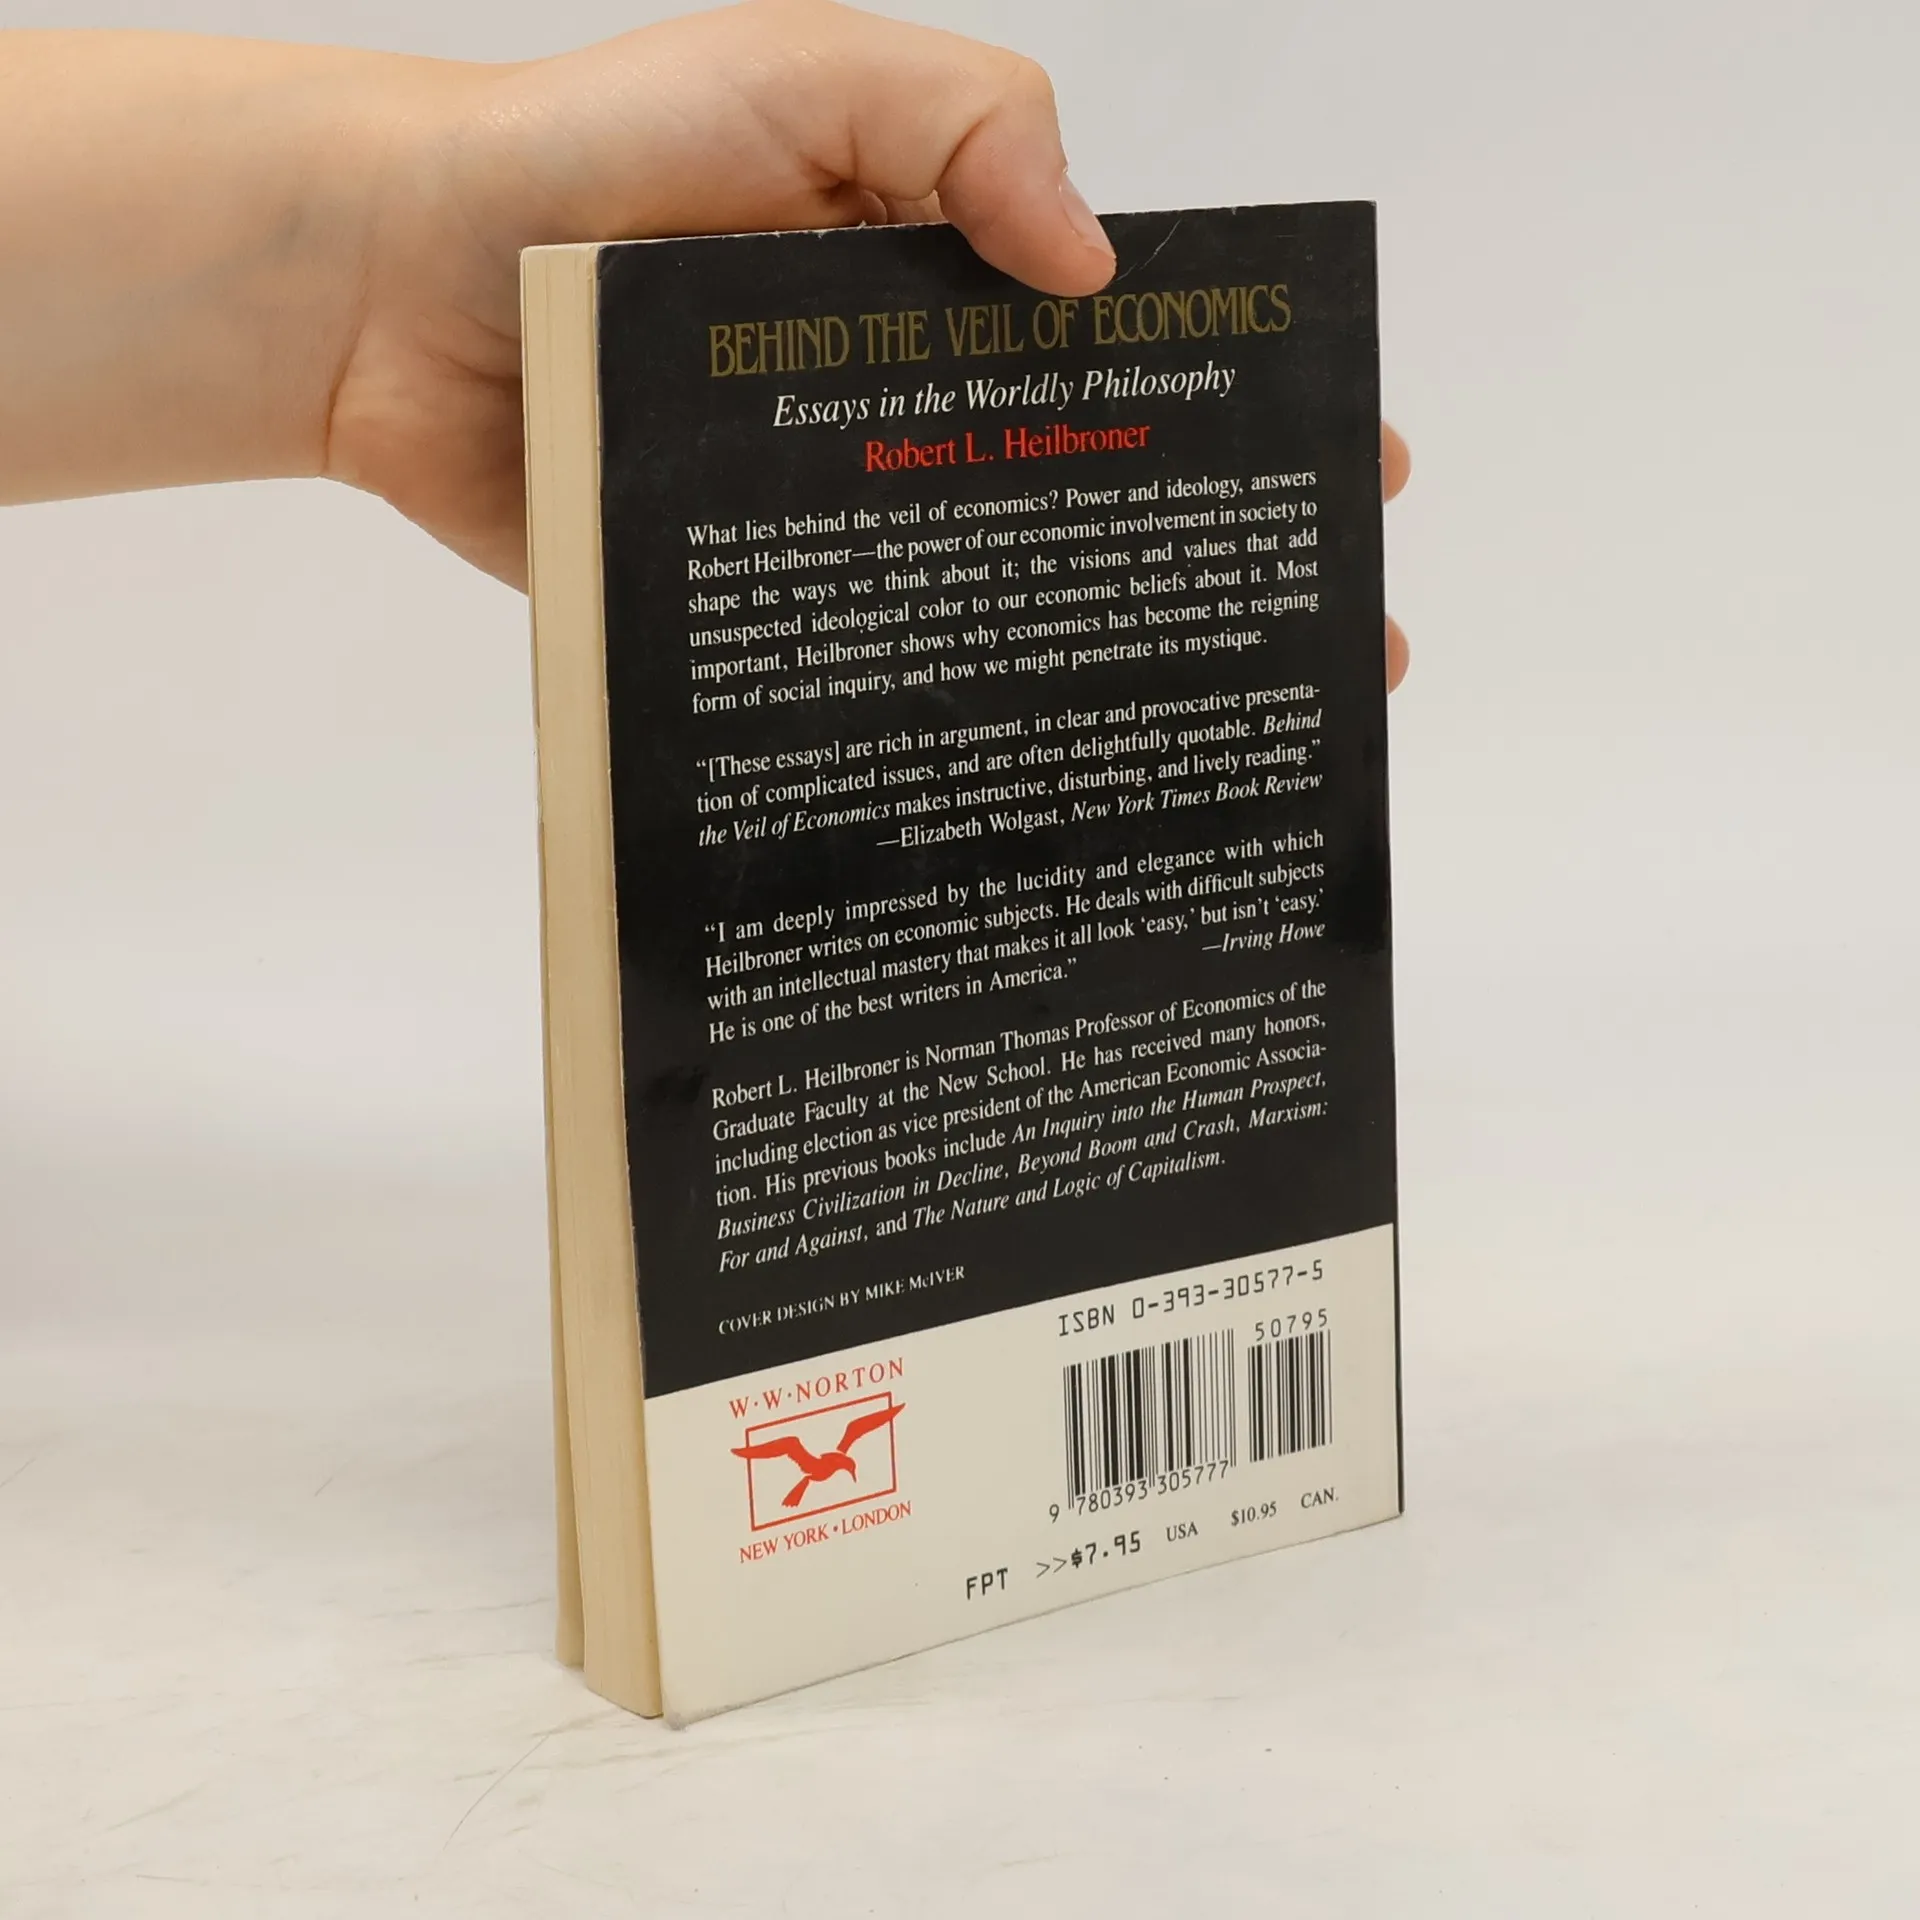 BEHIND THE VEIL OF ECONOMICS
Essays in the Worldly Philosophy
Robert L. Heilbroner
What lies behind the veil of economics? Power and ideology, answers
Robert Heilbroner—the power of our economic involvement in society to
shape the ways we think about it; the visions and values that add
unsuspected ideological color to our economic beliefs about it. Most
important, Heilbroner shows why economics has become the reigning
form of social inquiry, and how we might penetrate its mystique.
“[These essays] are rich in argument, in clear and provocative presenta-
tion of complicated issues, and are often delightfully quotable. Behind
the Veil of Economics makes instructive, disturbing, and lively reading.”
—Elizabeth Wolgast, New York Times Book Review
“I am deeply impressed by the lucidity and elegance with which
Heilbroner writes on economic subjects. He deals with difficult subjects
with an intellectual mastery that makes it all look ‘easy,’ but isn’t ‘easy.’
He is one of the best writers in America.”
—Irving Howe
Robert L. Heilbroner is Norman Thomas Professor of Economics of the
Graduate Faculty at the New School. He has received many honors,
including election as vice president of the American Economic Associa-
tion. His previous books include An Inquiry into the Human Prospect,
Business Civilization in Decline, Beyond Boom and Crash, Marxism:
For and Against, and The Nature and Logic of Capitalism.
COVER DESIGN BY MIKE McIVER
W·W·NORTON
NEW YORK·LONDON
ISBN 0-393-30577-5
50795
9 780393 305777
FPT >>$7.95 USA $10.95 CAN.